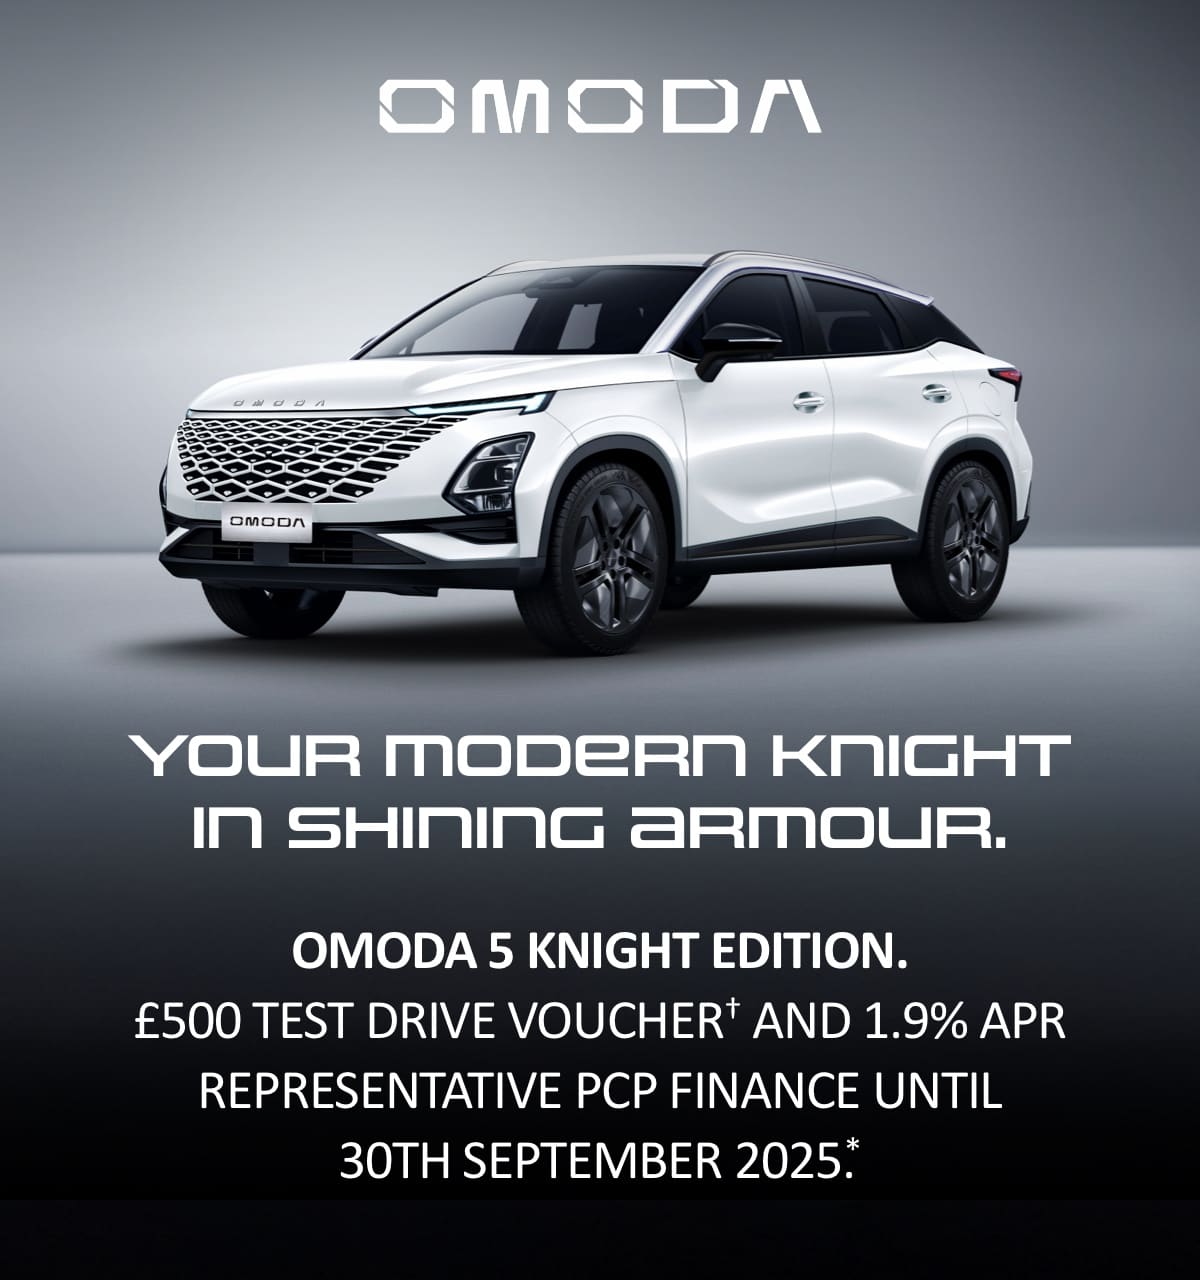 OMODA
OMODA
OMODA
YOUR MODERN KNIGHT
IN SHINING ARMOUR.
OMODA 5 KNIGHT EDITION.
£500 TEST DRIVE VOUCHER† AND 1.9% APR
REPRESENTATIVE PCP FINANCE UNTIL
30TH SEPTEMBER 2025.*